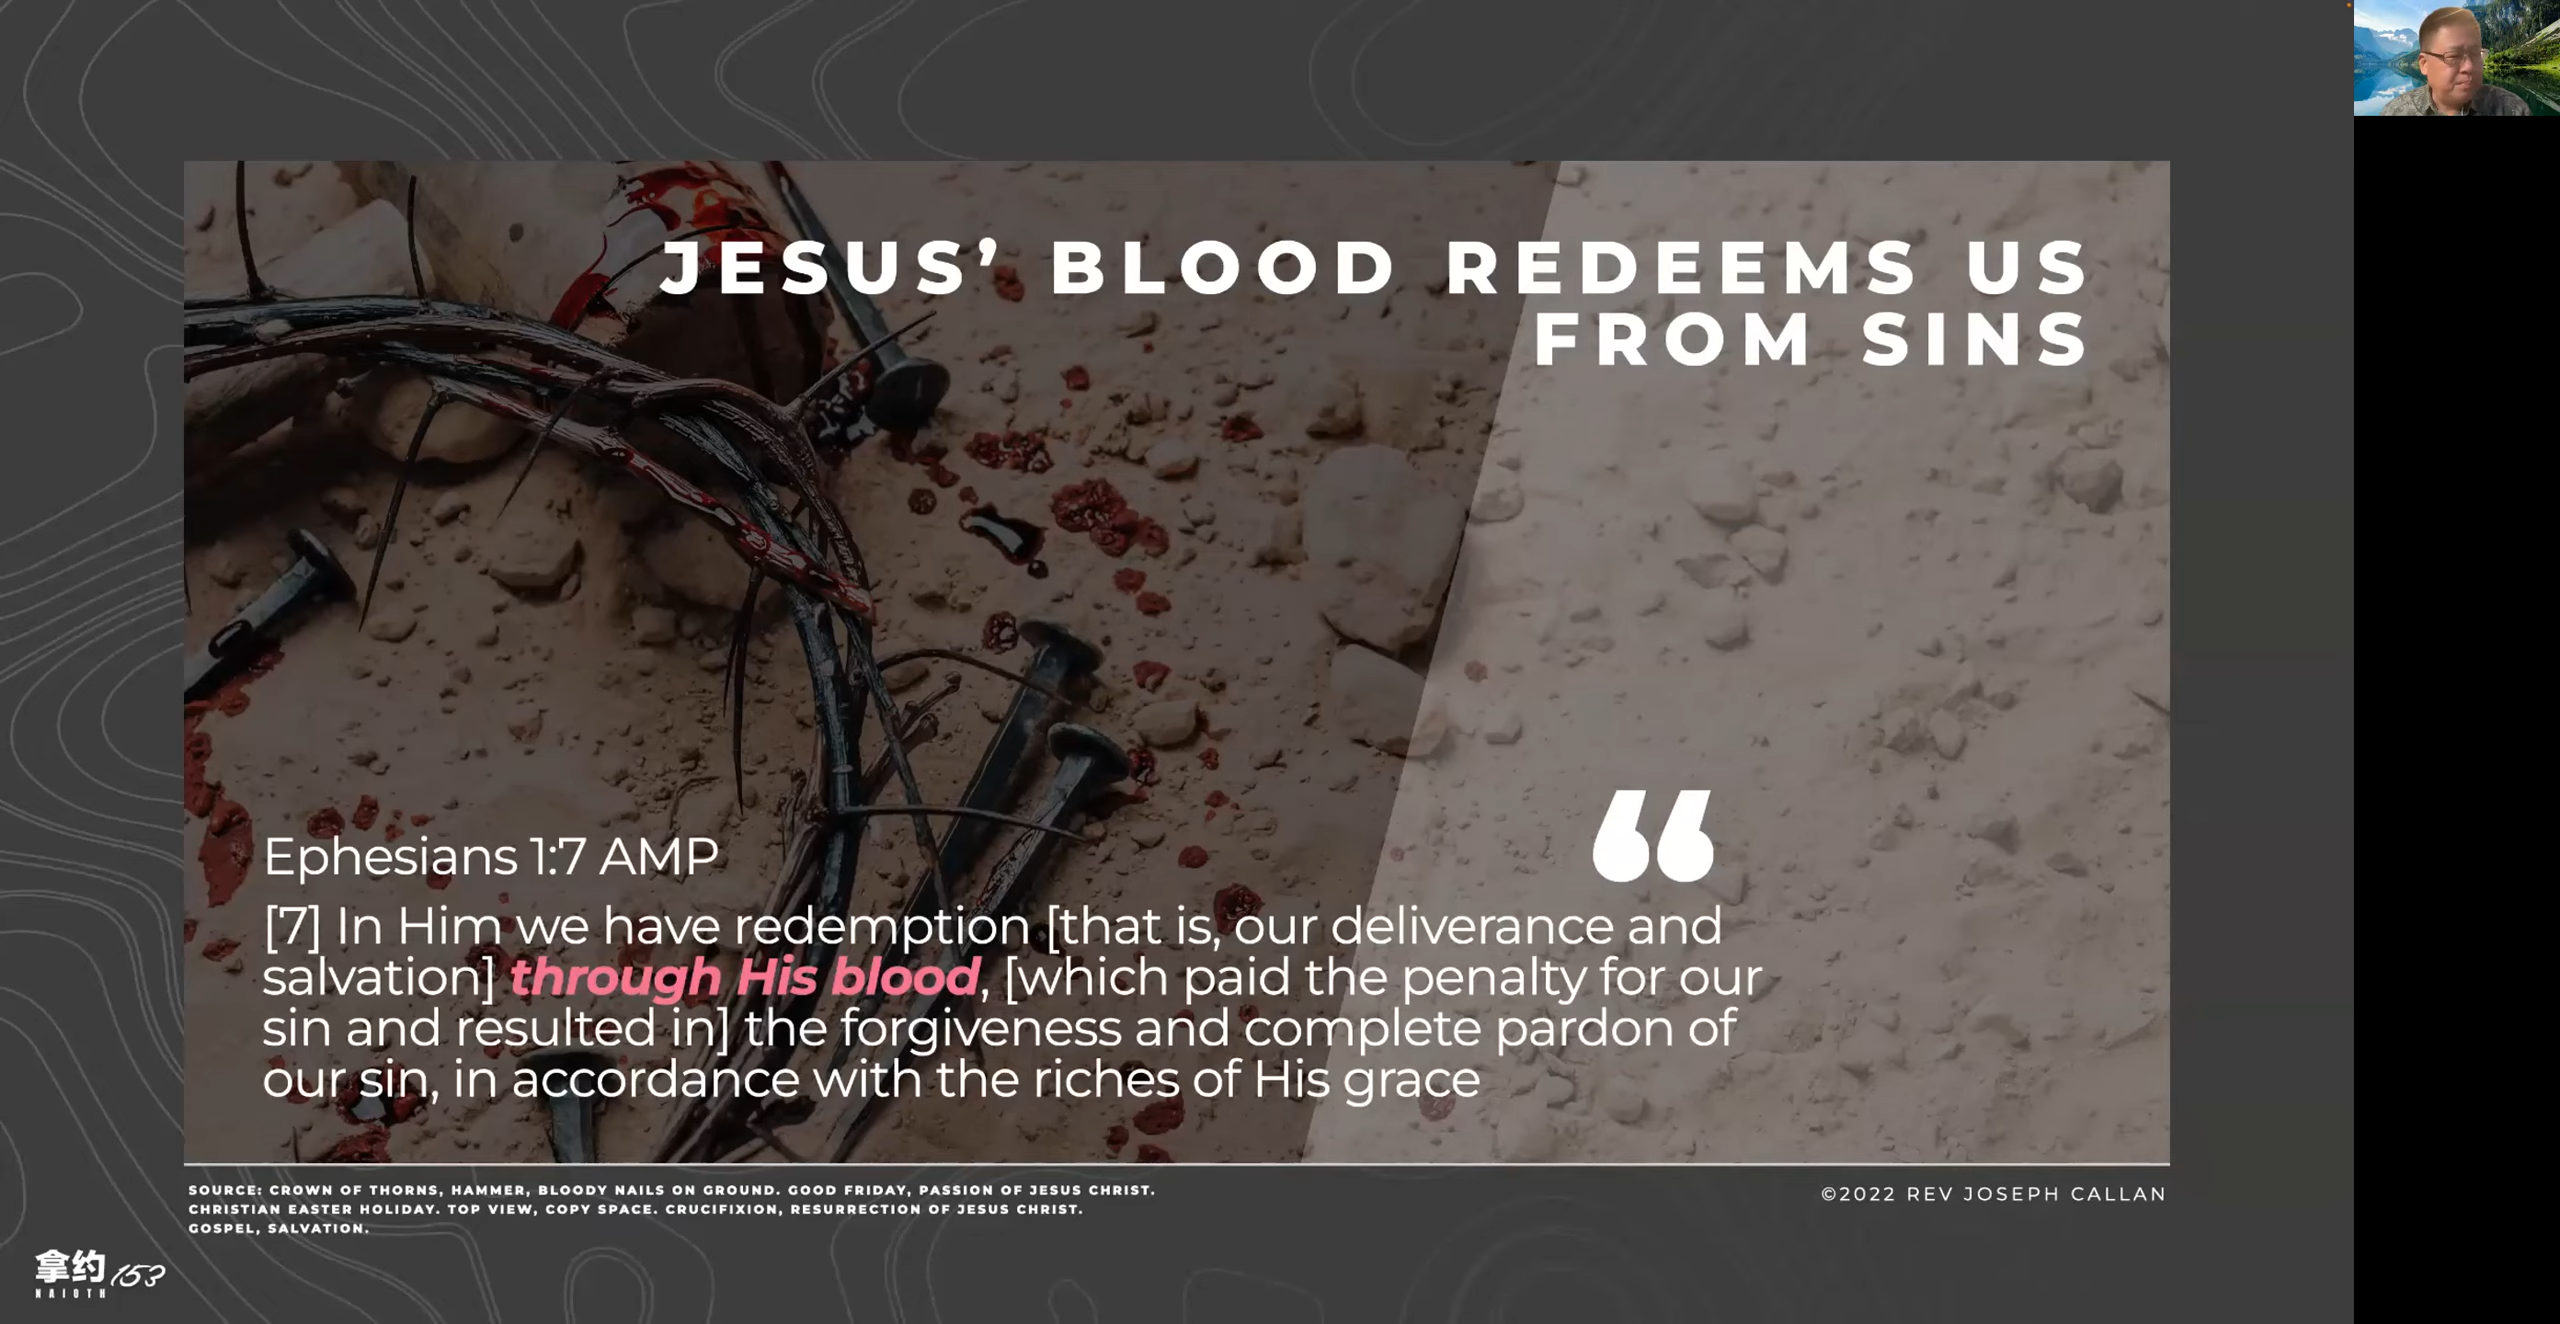 JESUS’ BLOOD REDEEMS US
FROM SINS
Ephesians 1:7 AMP
[7] In Him we have redemption [that is, our deliverance and
salvation] through His blood, [which paid the penalty for our
sin and resulted in] the forgiveness and complete pardon of
our sin, in accordance with the riches of His grace
SOURCE: CROWN OF THORNS, HAMMER, BLOODY NAILS ON GROUND. GOOD FRIDAY, PASSION OF JESUS CHRIST.
CHRISTIAN EASTER HOLIDAY. TOP VIEW, COPY SPACE. CRUCIFIXION, RESURRECTION OF JESUS CHRIST.
GOSPEL, SALVATION.
©2022 REV JOSEPH CALLAN
拿约 153
NAIOTH